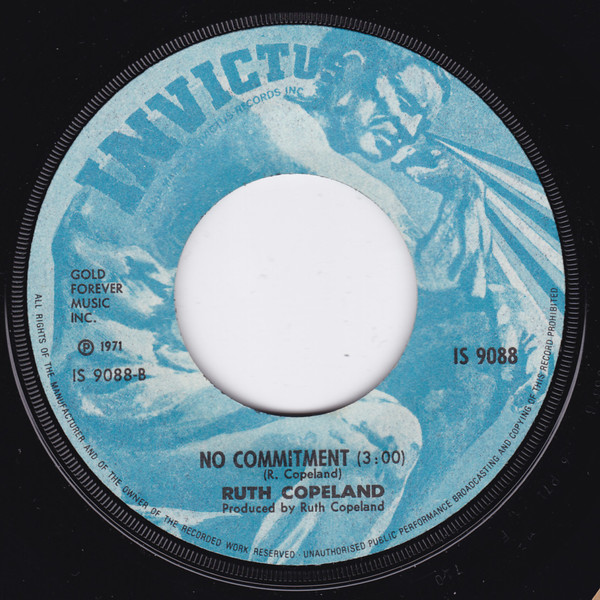 INVICTUS
INVICTUS RECORDS INC
GOLD
FOREVER
MUSIC
INC.
℗ 1971
IS 9088-B
IS 9088
NO COMMITMENT (3:00)
(R. Copeland)
RUTH COPELAND
Produced by Ruth Copeland
ALL RIGHTS OF THE MANUFACTURER AND OF THE OWNER OF THE RECORDED WORK RESERVED - UNAUTHORISED PUBLIC PERFORMANCE BROADCASTING AND COPYING OF THIS RECORD PROHIBITED